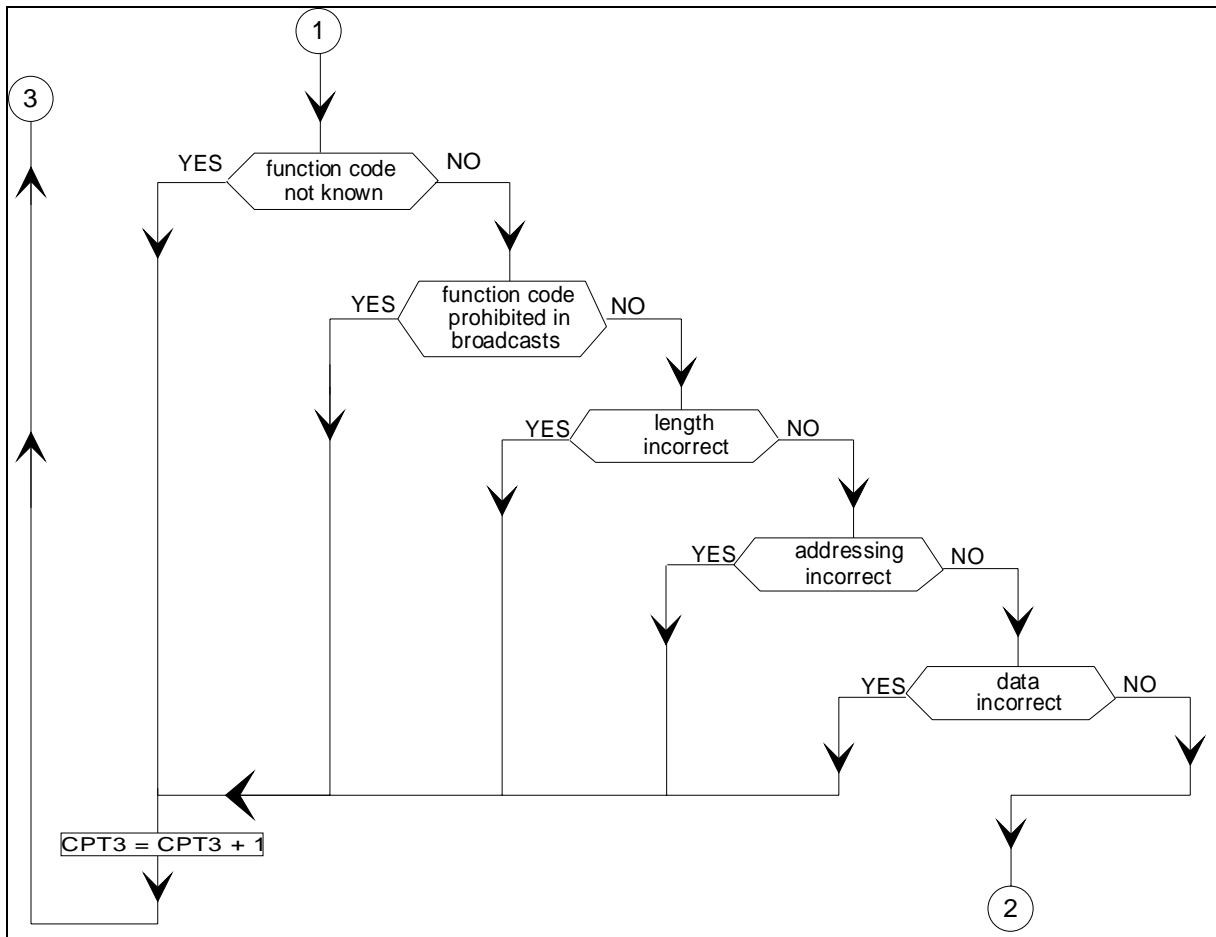 1
3
YES
function code
not known
NO
YES
function code
prohibited in
broadcasts
NO
YES
length
incorrect
NO
YES
addressing
incorrect
NO
YES
data
incorrect
NO
CPT3 = CPT3 + 1
2